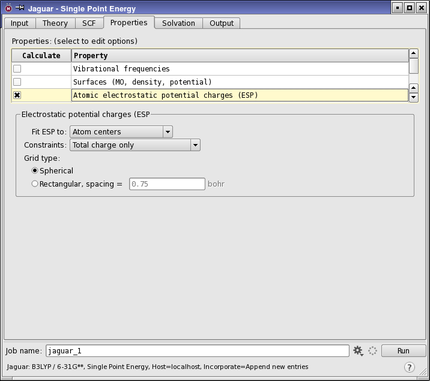 Jaguar - Single Point Energy
Input Theory SCF Properties Solvation Output
Properties: (select to edit options)
Calculate Property
Vibrational frequencies
Surfaces (MO, density, potential)
Atomic electrostatic potential charges (ESP)
Electrostatic potential charges (ESP
Fit ESP to: Atom centers
Constraints: Total charge only
Grid type:
Spherical
Rectangular, spacing = 0.75 bohr
Job name: jaguar_1 Run
Jaguar: B3LYP / 6-31G**, Single Point Energy, Host=localhost, Incorporate=Append new entries ?